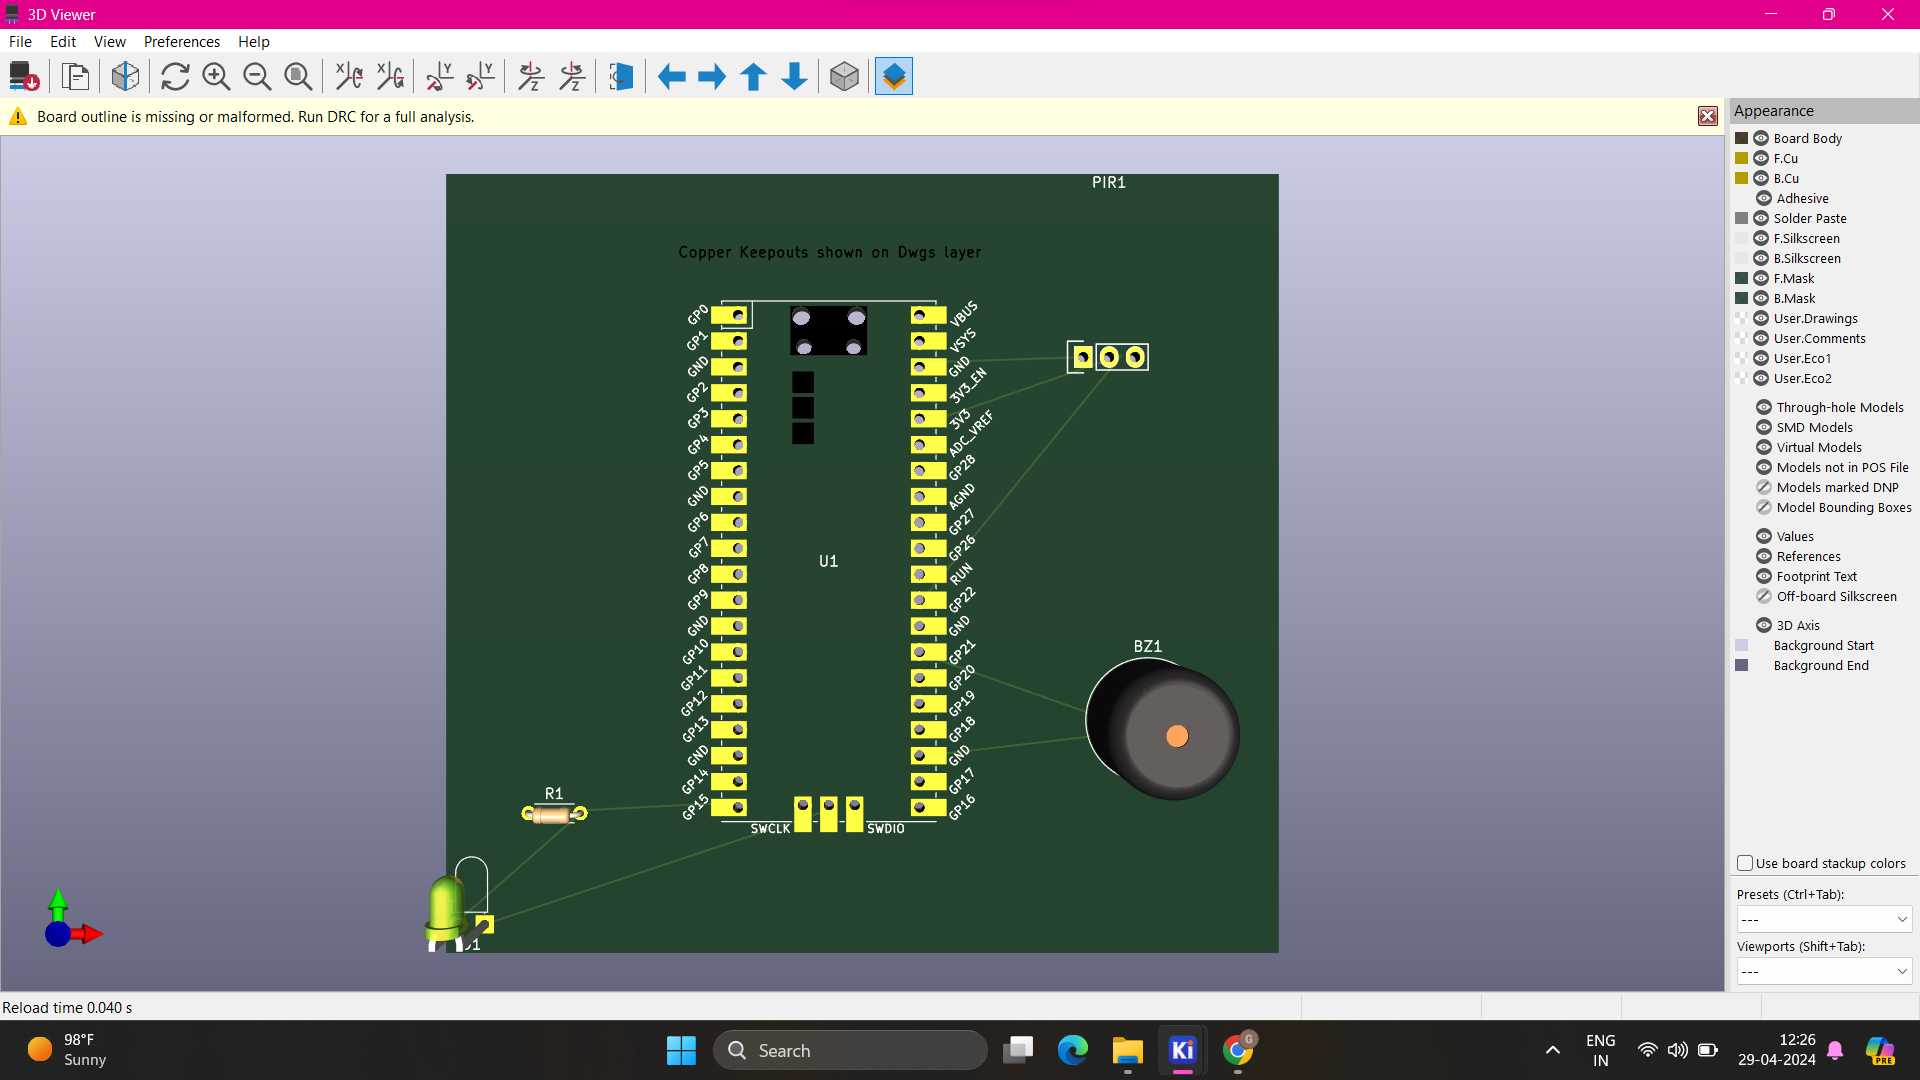 3D Viewer
File Edit View Preferences Help
Board outline is missing or malformed. Run DRC for a full analysis.
Appearance
Board Body
F.Cu
B.Cu
Adhesive
Solder Paste
F.Silkscreen
B.Silkscreen
F.Mask
B.Mask
User.Drawings
User.Comments
User.Eco1
User.Eco2
Through-hole Models
SMD Models
Virtual Models
Models not in POS File
Models marked DNP
Model Bounding Boxes
Values
References
Footprint Text
Off-board Silkscreen
3D Axis
Background Start
Background End
Use board stackup colors
Presets (Ctrl+Tab):
---
Viewports (Shift+Tab):
---
PIR1
Copper Keepouts shown on Dwgs layer
GP0 VBUS
GP1 VSYS
GND GND
GP2 3V3_EN
GP3 3V3
GP4 ADC_VREF
GP5 GP28
GND AGND
GP6 GP27
GP7 GP26
GP8 RUN
GP9 GP22
GND GND
GP10 GP21
GP11 GP20
GP12 GP19
GP13 GP18
GND GND
GP14 GP17
GP15 GP16
U1
BZ1
R1
SWCLK SWDIO
Reload time 0.040 s
98°F
Sunny
Search
Ki
G
ENG
IN
12:26
29-04-2024
PRE
X X Y Y Z Z